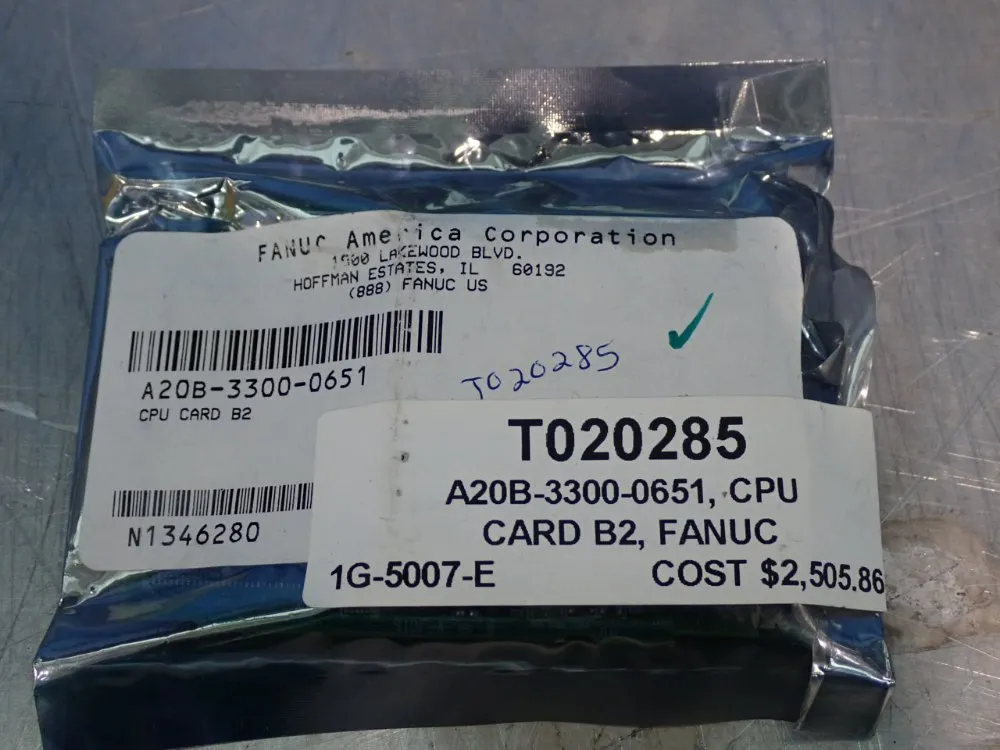 FANUC America Corporation
1900 LAKEWOOD BLVD.
HOFFMAN ESTATES, IL 60192
(888) FANUC US
A20B-3300-0651
CPU CARD B2
T020285
N1346280
T020285
A20B-3300-0651, CPU
CARD B2, FANUC
1G-5007-E COST $2,505.86